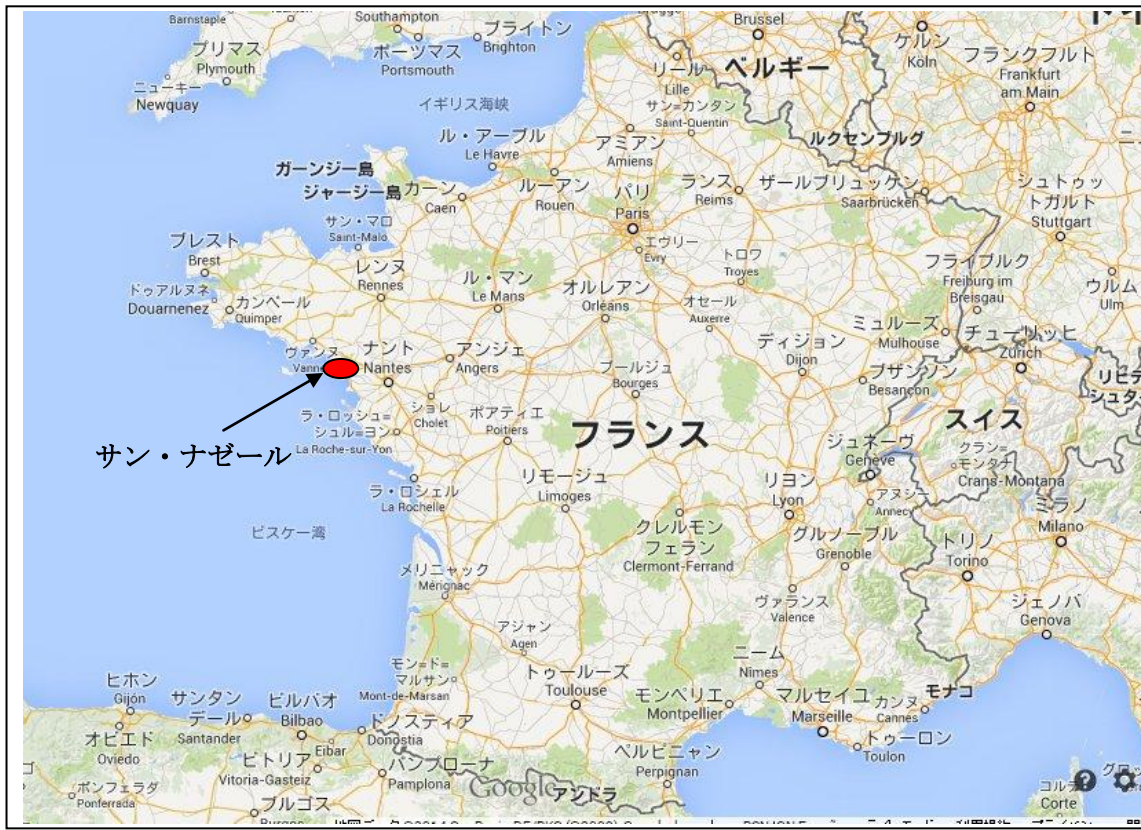 Barnstaple
Southampton
ブライトン
Brighton
プリマス
Plymouth
ポーツマス
Portsmouth
ニューキー
Newquay
イギリス海峡
Brussel
ベルギー
リール
Lille
サン=カンタン
Saint-Quentin
ケルン
Köln
フランクフルト
Frankfurt
am Main
ルクセンブルグ
ル・アーブル
Le Havre
アミアン
Amiens
ガーンジー島
ジャージー島
カーン
Caen
ルーアン
Rouen
パリ
Paris
ランス
Reims
ザールブリュッケン
Saarbrücken
シュトゥッ
トガルト
Stuttgart
サン・マロ
Saint-Malo
エヴリー
Evry
トロワ
Troyes
ブレスト
Brest
レンヌ
Rennes
ル・マン
Le Mans
オルレアン
Orléans
オセール
Auxerre
フライブルク
Freiburg im
Breisgau
ウルム
Ulm
ドゥアルヌネ
Douarnenez
カンペール
Quimper
ミュルーズ
Mulhouse
チューリッヒ
Zürich
ヴァンヌ
ナント
Nantes
アンジェ
Angers
ブールジュ
Bourges
ディジョン
Dijon
ブザンソン
Besançon
リヒテ
シュタ
ショレ
Cholet
ポアティエ
Poitiers
フランス
スイス
ラ・ロッシュ=
シュル=ヨン
La Roche-sur-Yon
サン・ナゼール
ジュネーヴ
Genève
クラン=
モンタナ
Crans-Montana
リモージュ
Limoges
リヨン
Lyon
アヌシー
Annecy
ミラノ
Milano
ラ・ロシェル
La Rochelle
クレルモン
フェラン
Clermont-Ferrand
グルノーブル
Grenoble
トリノ
Torino
ビスケー湾
メリニャック
Mérignac
ヴァランス
Valence
ジェノバ
Genova
アジャン
Agen
モン=ド=
マルサン
Mont-de-Marsan
トゥールーズ
Toulouse
ニーム
Nîmes
モンペリエ
Montpellier
マルセイユ
Marseille
カンヌ
Cannes
モナコ
トゥーロン
Toulon
ヒホン
Gijón
サンタン
デール
Santander
ビルバオ
Bilbao
ドノスティア
Donostia
オビエド
Oviedo
Eibar
ビトリア
Vitoria-Gasteiz
パンプローナ
Pamplona
ペルピニャン
Perpignan
Google
アンドラ
ポンフェラダ
Ponferrada
ブルゴス
Corte